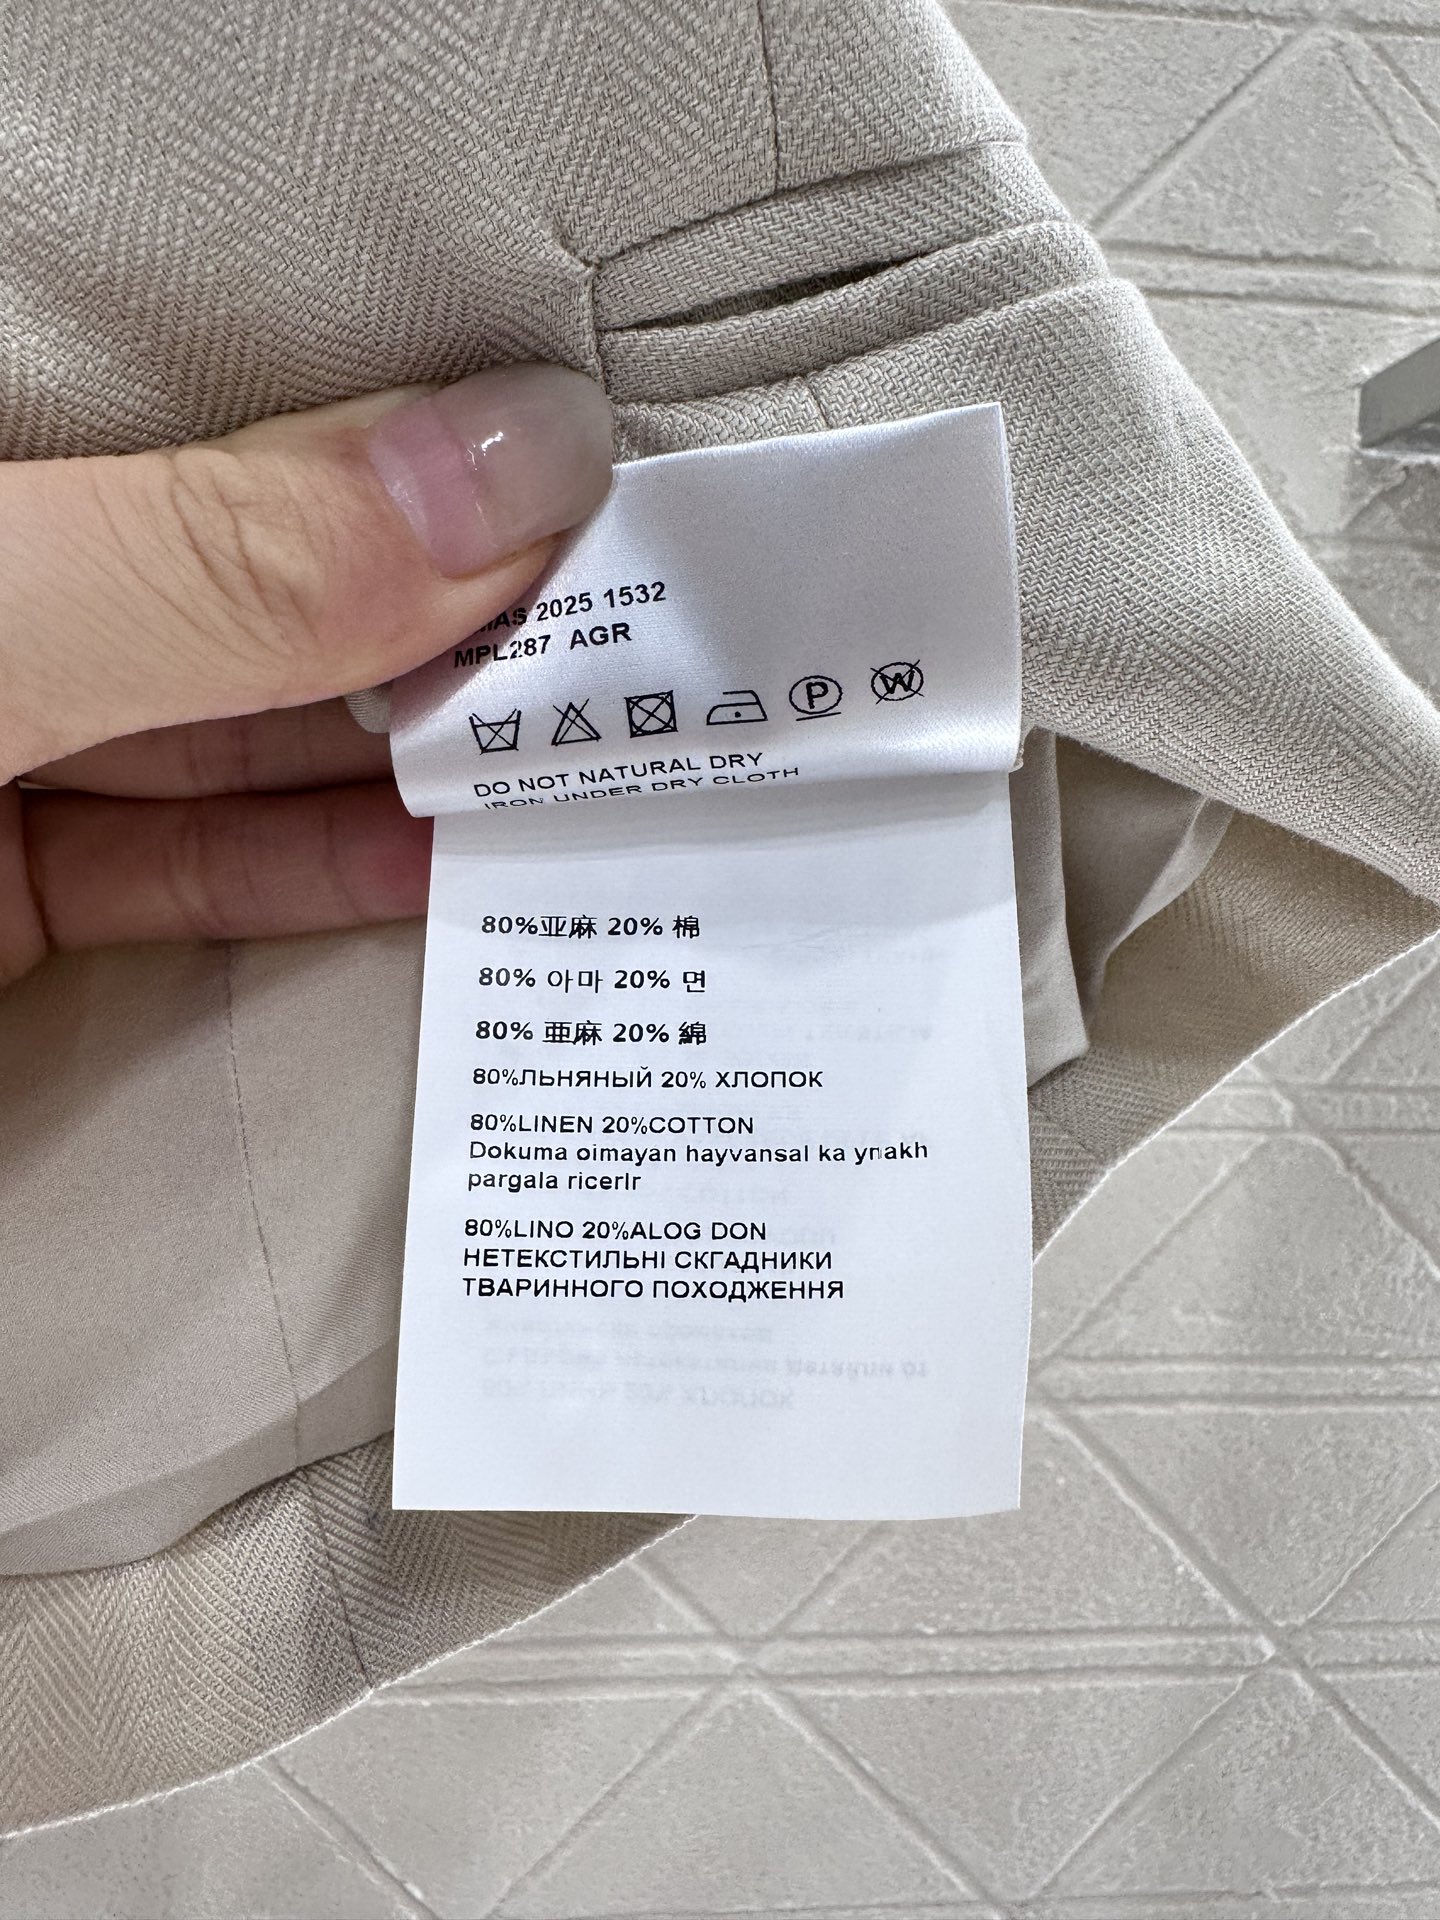 2025 1532
MPL287 AGR
P W
DO NOT NATURAL DRY
IRON UNDER DRY CLOTH
80%亚麻 20% 棉
80% 아마 20% 면
80% 亜麻 20% 綿
80%ЛЬНЯНЫЙ 20% ХЛОПОК
80%LINEN 20%COTTON
Dokuma oimayan hayvansal ka
pargala ricerlr
80%LINO 20%ALOG DON
НЕТЕКСТИЛЬНІ СКГАДНИКИ
ТВАРИННОГО ПОХОДЖЕННЯ